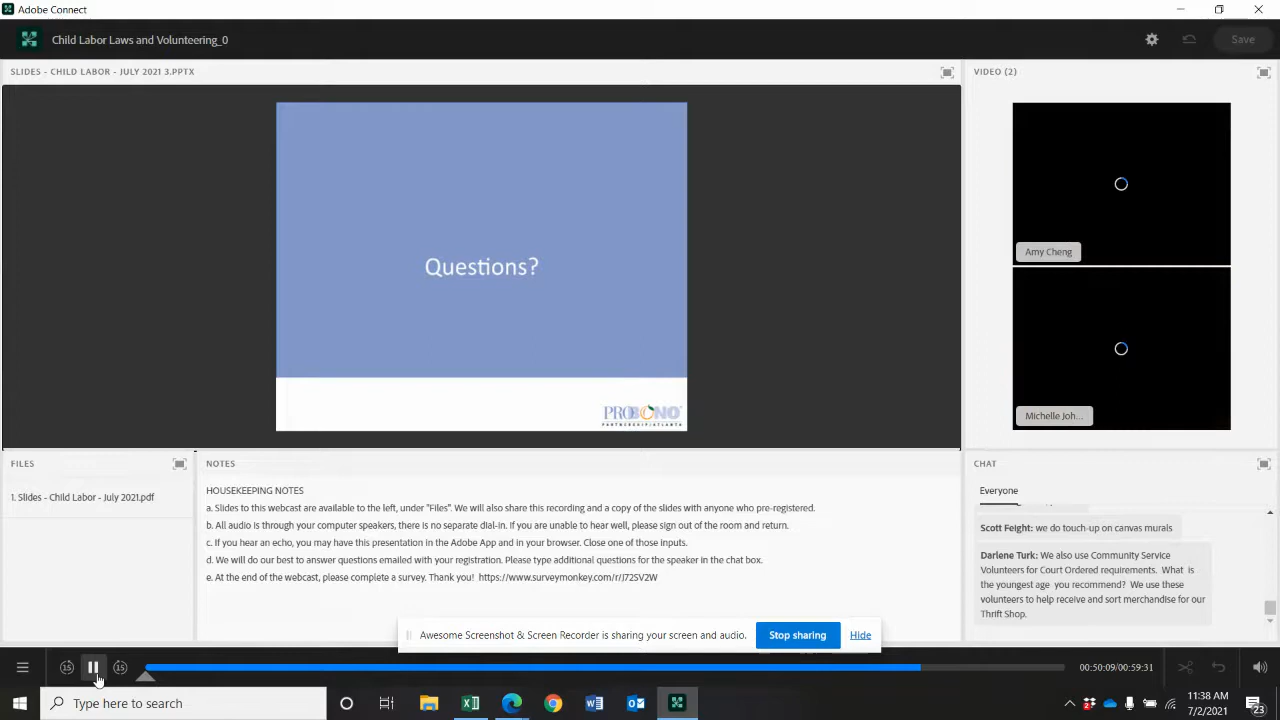 Adobe Connect
Child Labor Laws and Volunteering_0
Save
SLIDES - CHILD LABOR - JULY 2021 3.PPTX
Questions?
PROBONO
PARTNERSHIP/ATLANTA
VIDEO (2)
Amy Cheng
Michelle Joh...
FILES
1. Slides - Child Labor - July 2021.pdf
NOTES
HOUSEKEEPING NOTES
a. Slides to this webcast are available to the left, under "Files". We will also share this recording and a copy of the slides with anyone who pre-registered.
b. All audio is through your computer speakers, there is no separate dial-in. If you are unable to hear well, please sign out of the room and return.
c. If you hear an echo, you may have this presentation in the Adobe App and in your browser. Close one of those inputs.
d. We will do our best to answer questions emailed with your registration. Please type additional questions for the speaker in the chat box.
e. At the end of the webcast, please complete a survey. Thank you! https://www.surveymonkey.com/r/J72SV2W
CHAT
Everyone
Scott Feight: we do touch-up on canvas murals
Darlene Turk: We also use Community Service
Volunteers for Court Ordered requirements. What is
the youngest age you recommend? We use these
volunteers to help receive and sort merchandise for our
Thrift Shop.
Awesome Screenshot & Screen Recorder is sharing your screen and audio.
Stop sharing
Hide
15
15
00:50:09/00:59:31
Type here to search
11:38 AM
7/2/2021
23